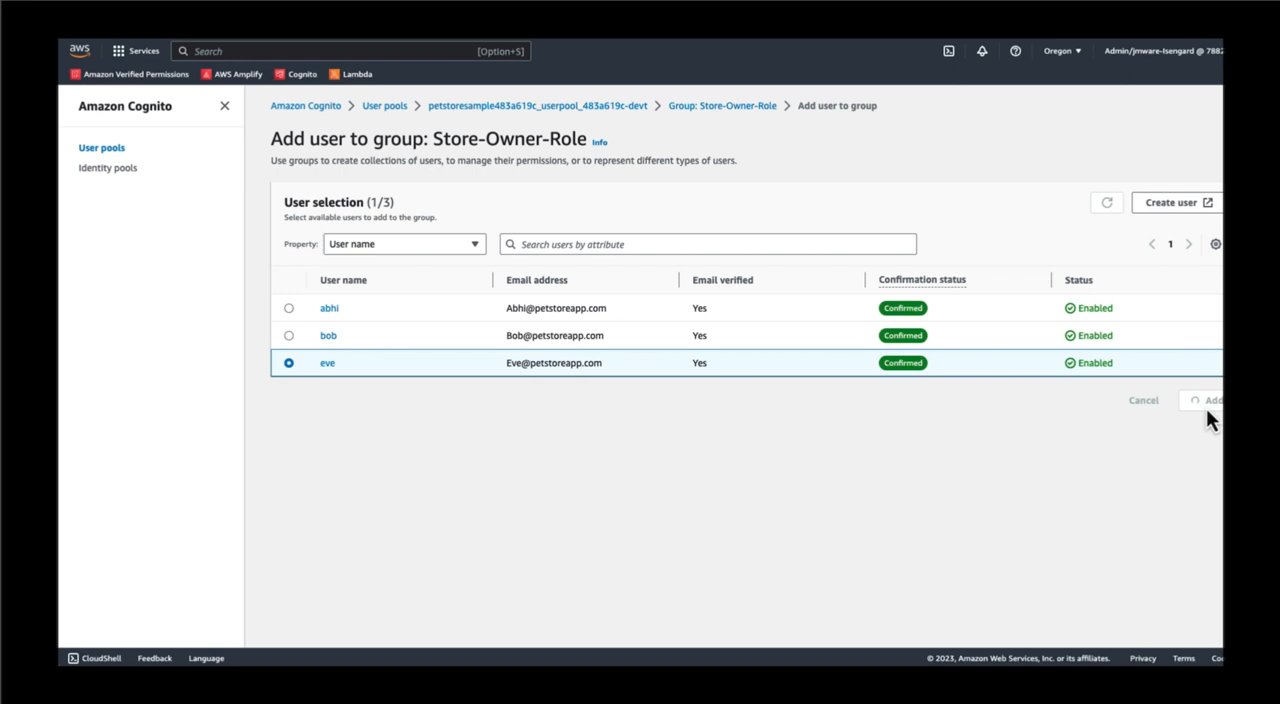 aws Services Search [Option+S] Oregon Admin/jmware-Isengard @ 7882
Amazon Verified Permissions AWS Amplify Cognito Lambda
Amazon Cognito
User pools
Identity pools
Amazon Cognito User pools petstoresample483a619c_userpool_483a619c-devt Group: Store-Owner-Role Add user to group
Add user to group: Store-Owner-Role Info
Use groups to create collections of users, to manage their permissions, or to represent different types of users.
User selection (1/3)
Select available users to add to the group.
Create user
Property: User name Search users by attribute 1
User name Email address Email verified Confirmation status Status
abhi Abhi@petstoreapp.com Yes Confirmed Enabled
bob Bob@petstoreapp.com Yes Confirmed Enabled
eve Eve@petstoreapp.com Yes Confirmed Enabled
Cancel Add
CloudShell Feedback Language © 2023, Amazon Web Services, Inc. or its affiliates. Privacy Terms